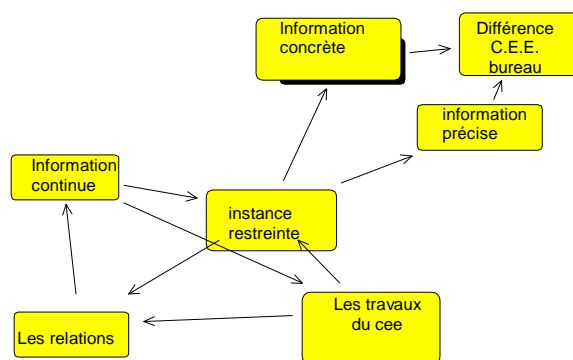 Information
concrète
Différence
C.E.E.
bureau
information
précise
Information
continue
instance
restreinte
Les travaux
du cee
Les relations